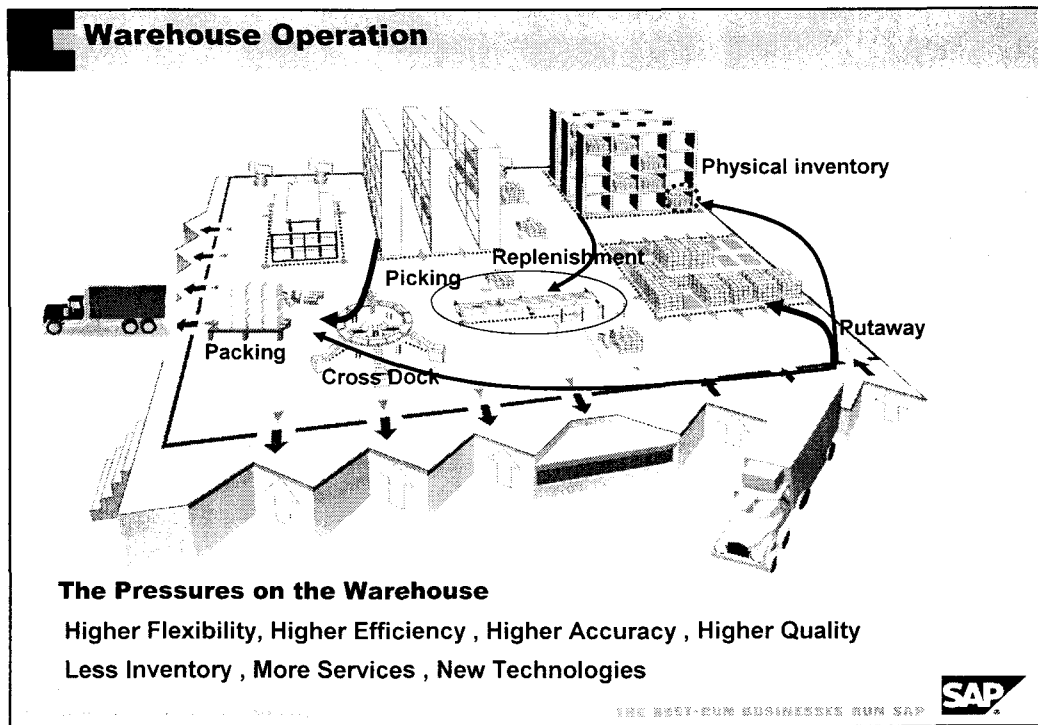 Warehouse Operation
Physical inventory
Replenishment
Picking
Putaway
Packing
Cross Dock
The Pressures on the Warehouse
Higher Flexibility, Higher Efficiency , Higher Accuracy , Higher Quality
Less Inventory , More Services , New Technologies
THE BEST-RUN BUSINESSES RUN SAP
SAP